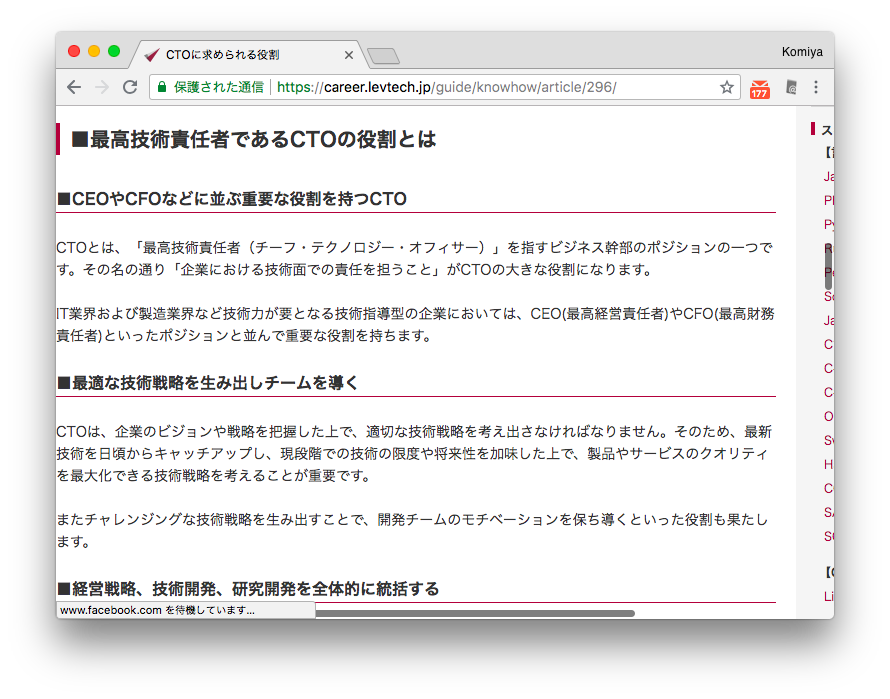 CTOに求められる役割
Komiya
保護された通信
https://career.levtech.jp/guide/knowhow/article/296/
177
■最高技術責任者であるCTOの役割とは
■CEOやCFOなどに並ぶ重要な役割を持つCTO
CTOとは、「最高技術責任者（チーフ・テクノロジー・オフィサー）」を指すビジネス幹部のポジションの一つで
す。その名の通り「企業における技術面での責任を担うこと」がCTOの大きな役割になります。
IT業界および製造業界など技術力が要となる技術指導型の企業においては、CEO(最高経営責任者)やCFO(最高財務
責任者)といったポジションと並んで重要な役割を持ちます。
■最適な技術戦略を生み出しチームを導く
CTOは、企業のビジョンや戦略を把握した上で、適切な技術戦略を考え出さなければなりません。そのため、最新
技術を日頃からキャッチアップし、現段階での技術の限度や将来性を加味した上で、製品やサービスのクオリティ
を最大化できる技術戦略を考えることが重要です。
またチャレンジングな技術戦略を生み出すことで、開発チームのモチベーションを保ち導くといった役割も果たし
ます。
■経営戦略、技術開発、研究開発を全体的に統括する
www.facebook.com を待機しています...
ス
Ja
Py
Ja